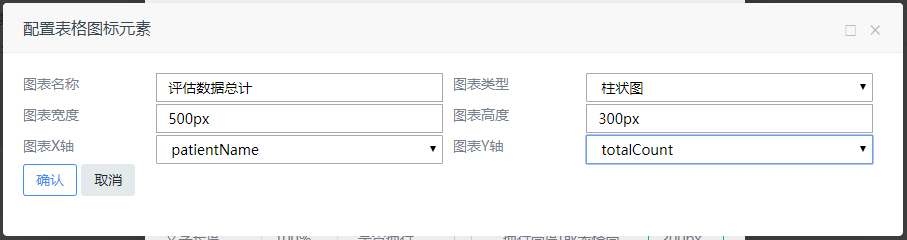 配置表格图标元素
图表名称 评估数据总计 图表类型 柱状图
图表宽度 500px 图表高度 300px
图表X轴 patientName 图表Y轴 totalCount
确认 取消